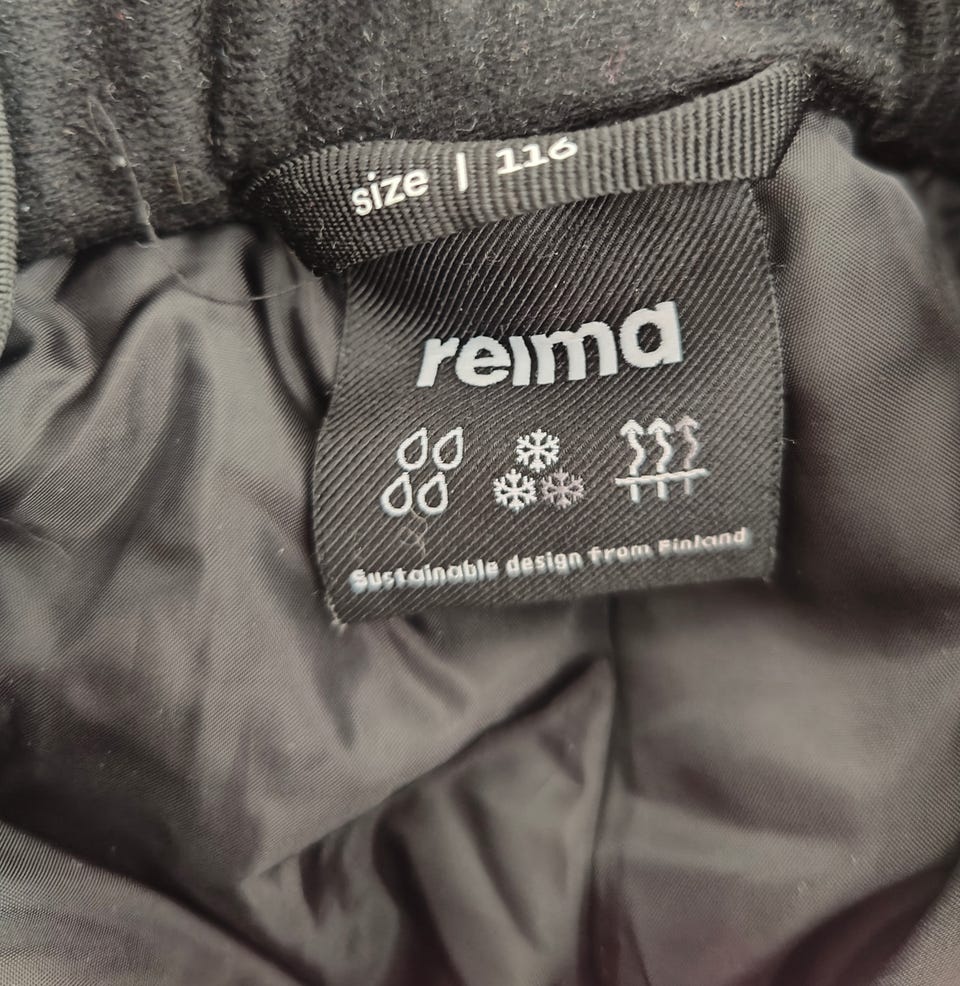 size | 116
reima
Sustainable design from Finland